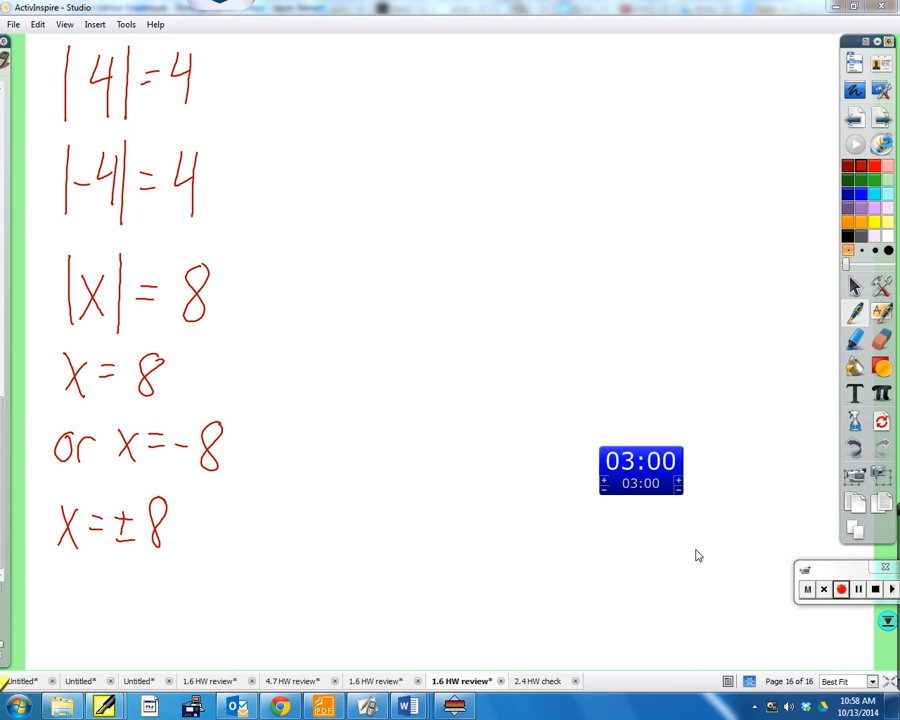 ActivInspire - Studio
File Edit View Insert Tools Help
|4| = 4
|-4| = 4
|x| = 8
x = 8
or x = -8
x = ±8
03:00
03:00
M
Untitled* Untitled* Untitled* 1.6 HW review* 4.7 HW review* 1.6 HW review* 1.6 HW review* 2.4 HW check
Page 16 of 16 Best Fit
10:58 AM
10/13/2014